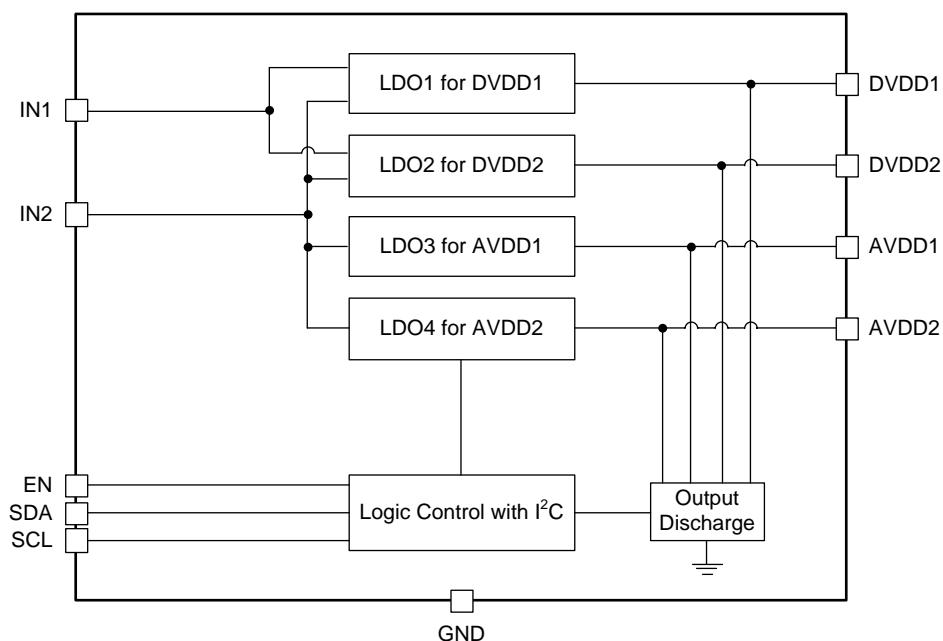 LDO1 for DVDD1
DVDD1
IN1
LDO2 for DVDD2
DVDD2
IN2
LDO3 for AVDD1
AVDD1
LDO4 for AVDD2
AVDD2
EN
SDA
SCL
Logic Control with I²C
Output
Discharge
GND